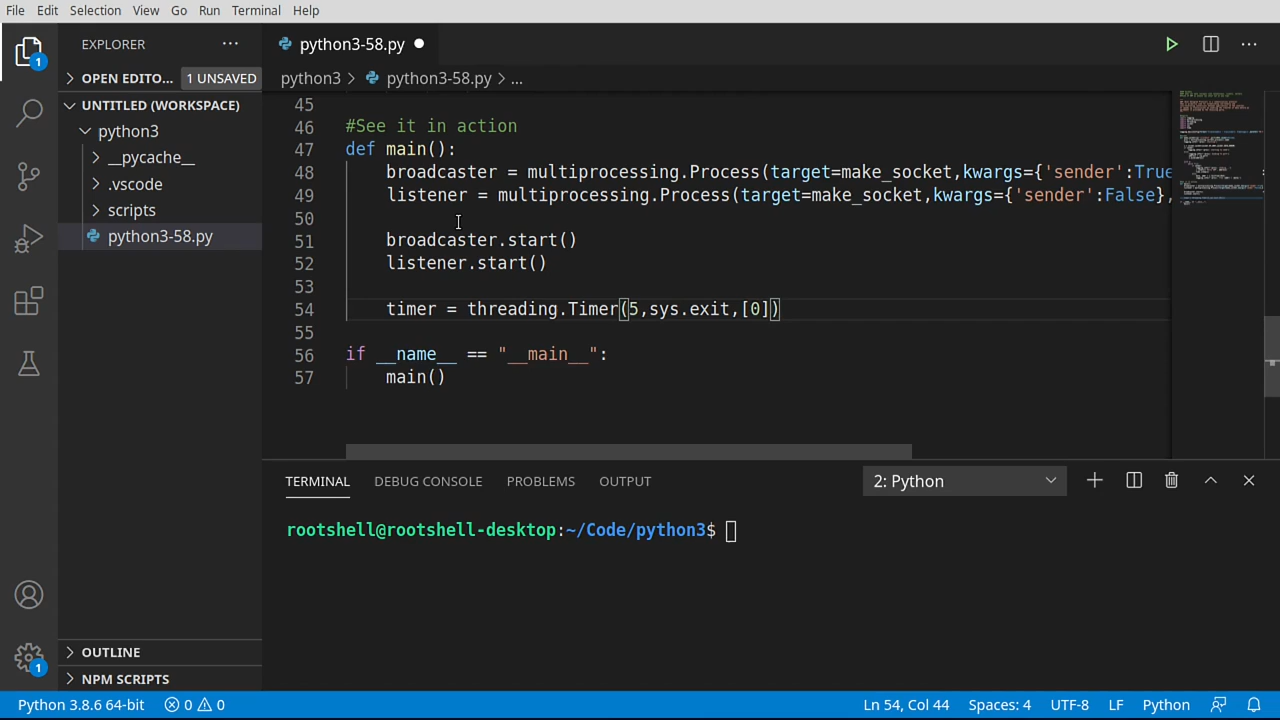 File Edit Selection View Go Run Terminal Help
EXPLORER
python3-58.py
OPEN EDITO... 1 UNSAVED
python3 > python3-58.py > ...
UNTITLED (WORKSPACE)
python3
__pycache__
.vscode
scripts
python3-58.py
45
46 #See it in action
47 def main():
48 broadcaster = multiprocessing.Process(target=make_socket,kwargs={'sender':True
49 listener = multiprocessing.Process(target=make_socket,kwargs={'sender':False},
50
51 broadcaster.start()
52 listener.start()
53
54 timer = threading.Timer(5,sys.exit,[0])
55
56 if __name__ == "__main__":
57 main()
TERMINAL DEBUG CONSOLE PROBLEMS OUTPUT 2: Python
rootshell@rootshell-desktop:~/Code/python3$
1
1
OUTLINE
NPM SCRIPTS
Python 3.8.6 64-bit 0 0 Ln 54, Col 44 Spaces: 4 UTF-8 LF Python